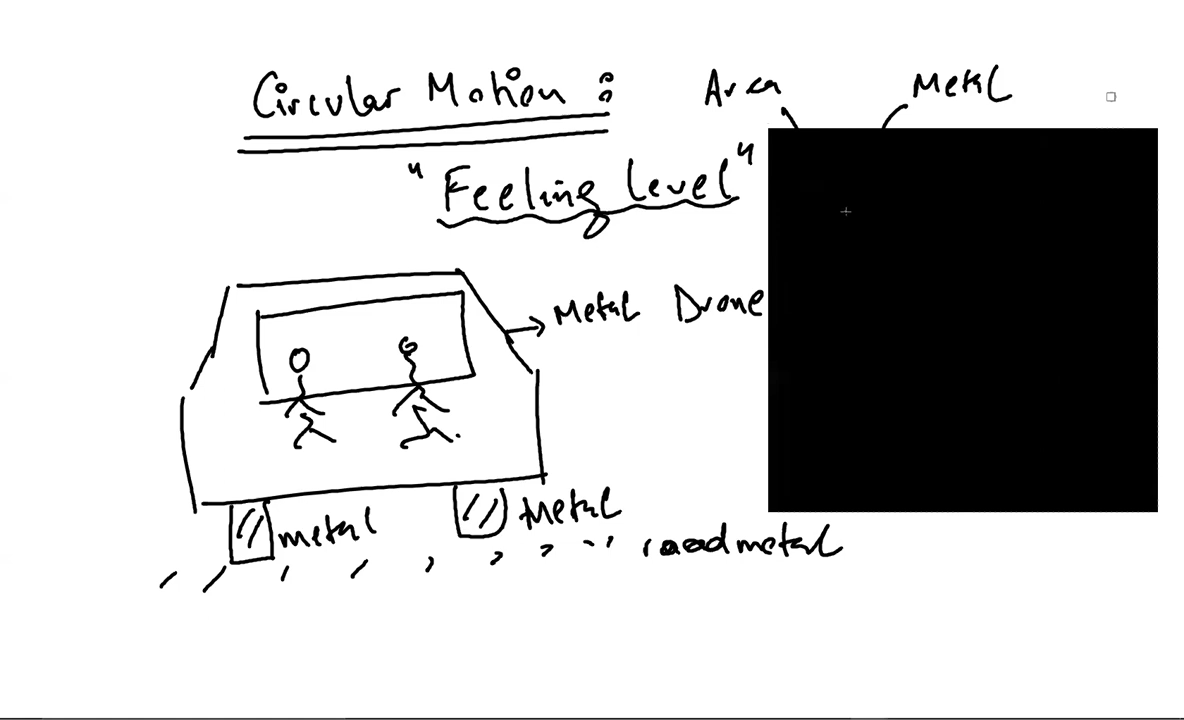 Circular Motion :
Area
Metal
"Feeling level"
Metal Drone
metal
Metal
roadmetal